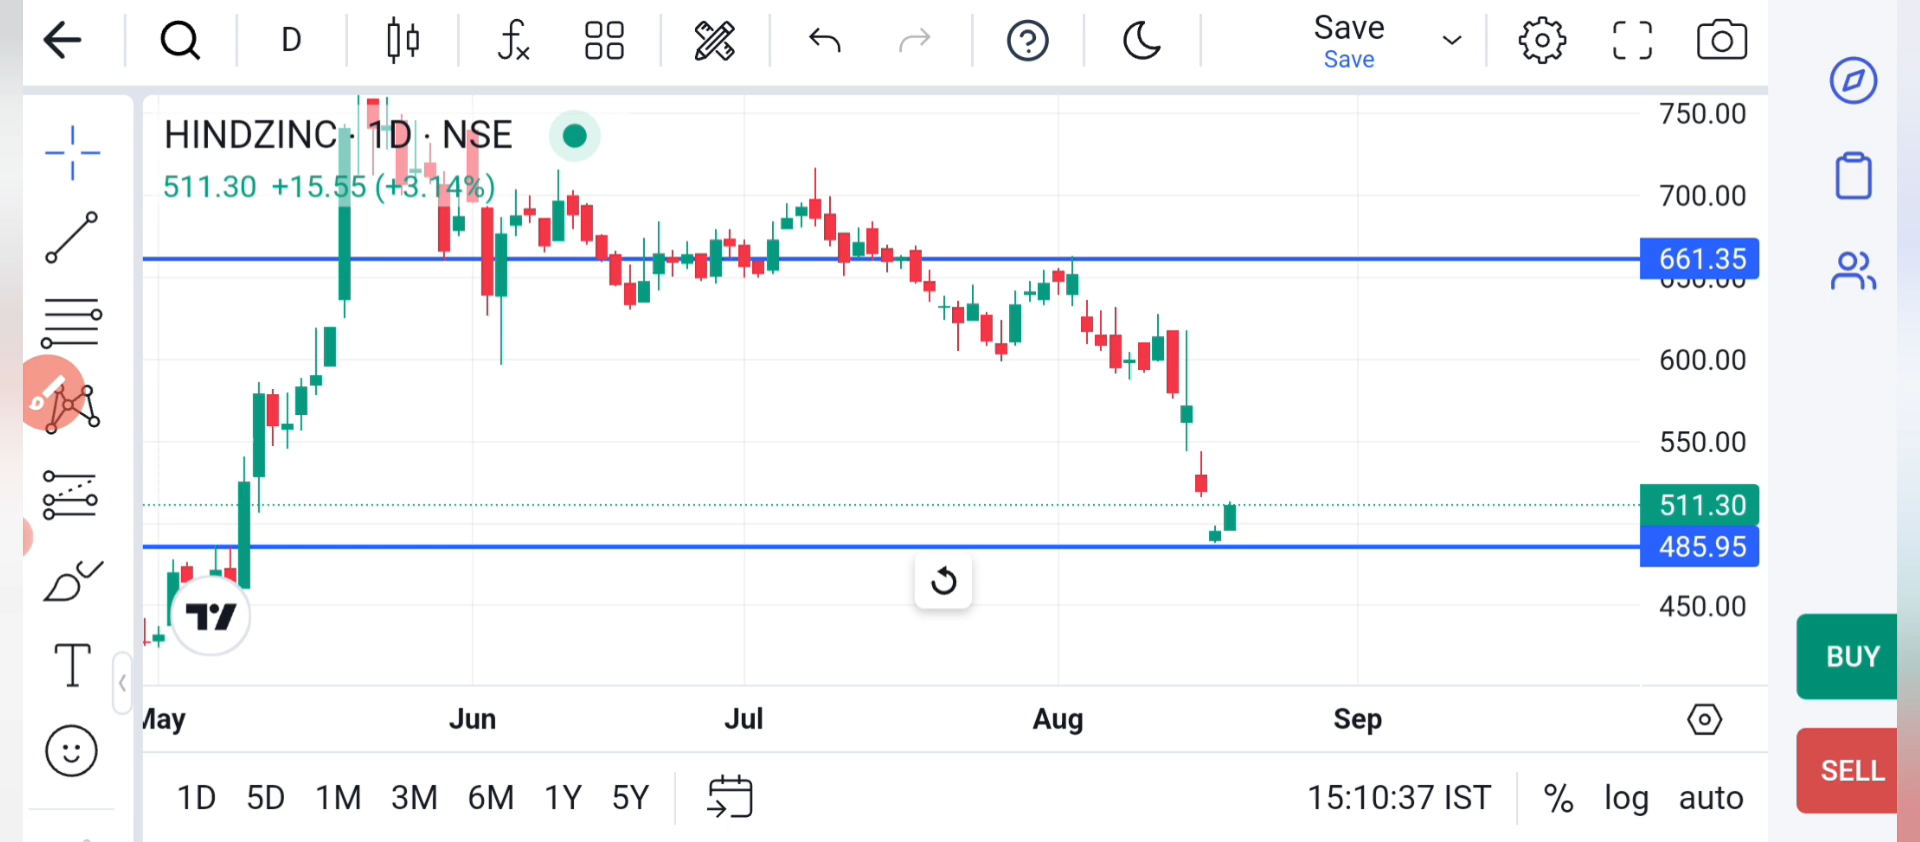 D
Save
Save
HINDZINC · 1D · NSE
511.30 +15.55 (+3.14%)
750.00
700.00
661.35
650.00
600.00
550.00
511.30
485.95
450.00
BUY
SELL
May Jun Jul Aug Sep
1D 5D 1M 3M 6M 1Y 5Y
15:10:37 IST % log auto